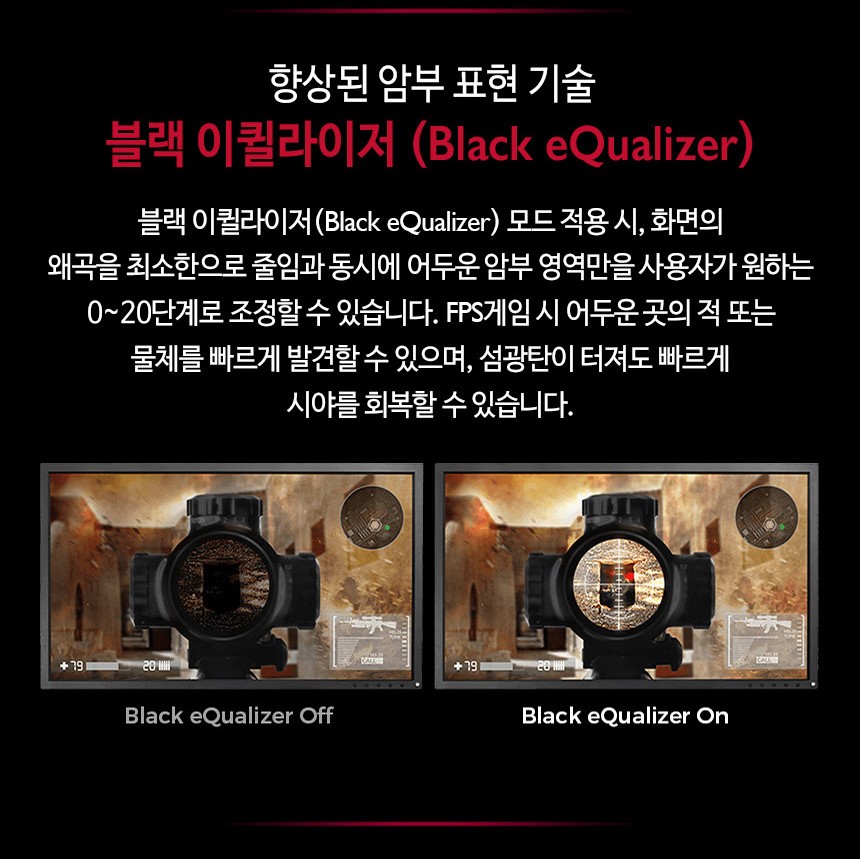 향상된 암부 표현 기술
블랙 이퀄라이저 (Black eQualizer)
블랙 이퀄라이저(Black eQualizer) 모드 적용 시, 화면의
왜곡을 최소한으로 줄임과 동시에 어두운 암부 영역만을 사용자가 원하는
0~20단계로 조정할 수 있습니다. FPS게임 시 어두운 곳의 적 또는
물체를 빠르게 발견할 수 있으며, 섬광탄이 터져도 빠르게
시야를 회복할 수 있습니다.
+79 20
CALL
+79 20
CALL
Black eQualizer Off
Black eQualizer On